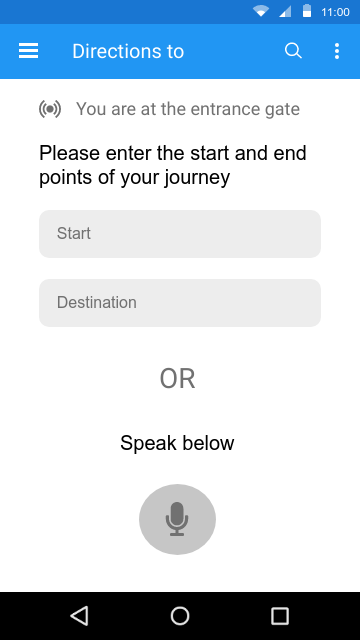 11:00
Directions to
You are at the entrance gate
Please enter the start and end
points of your journey
Start
Destination
OR
Speak below